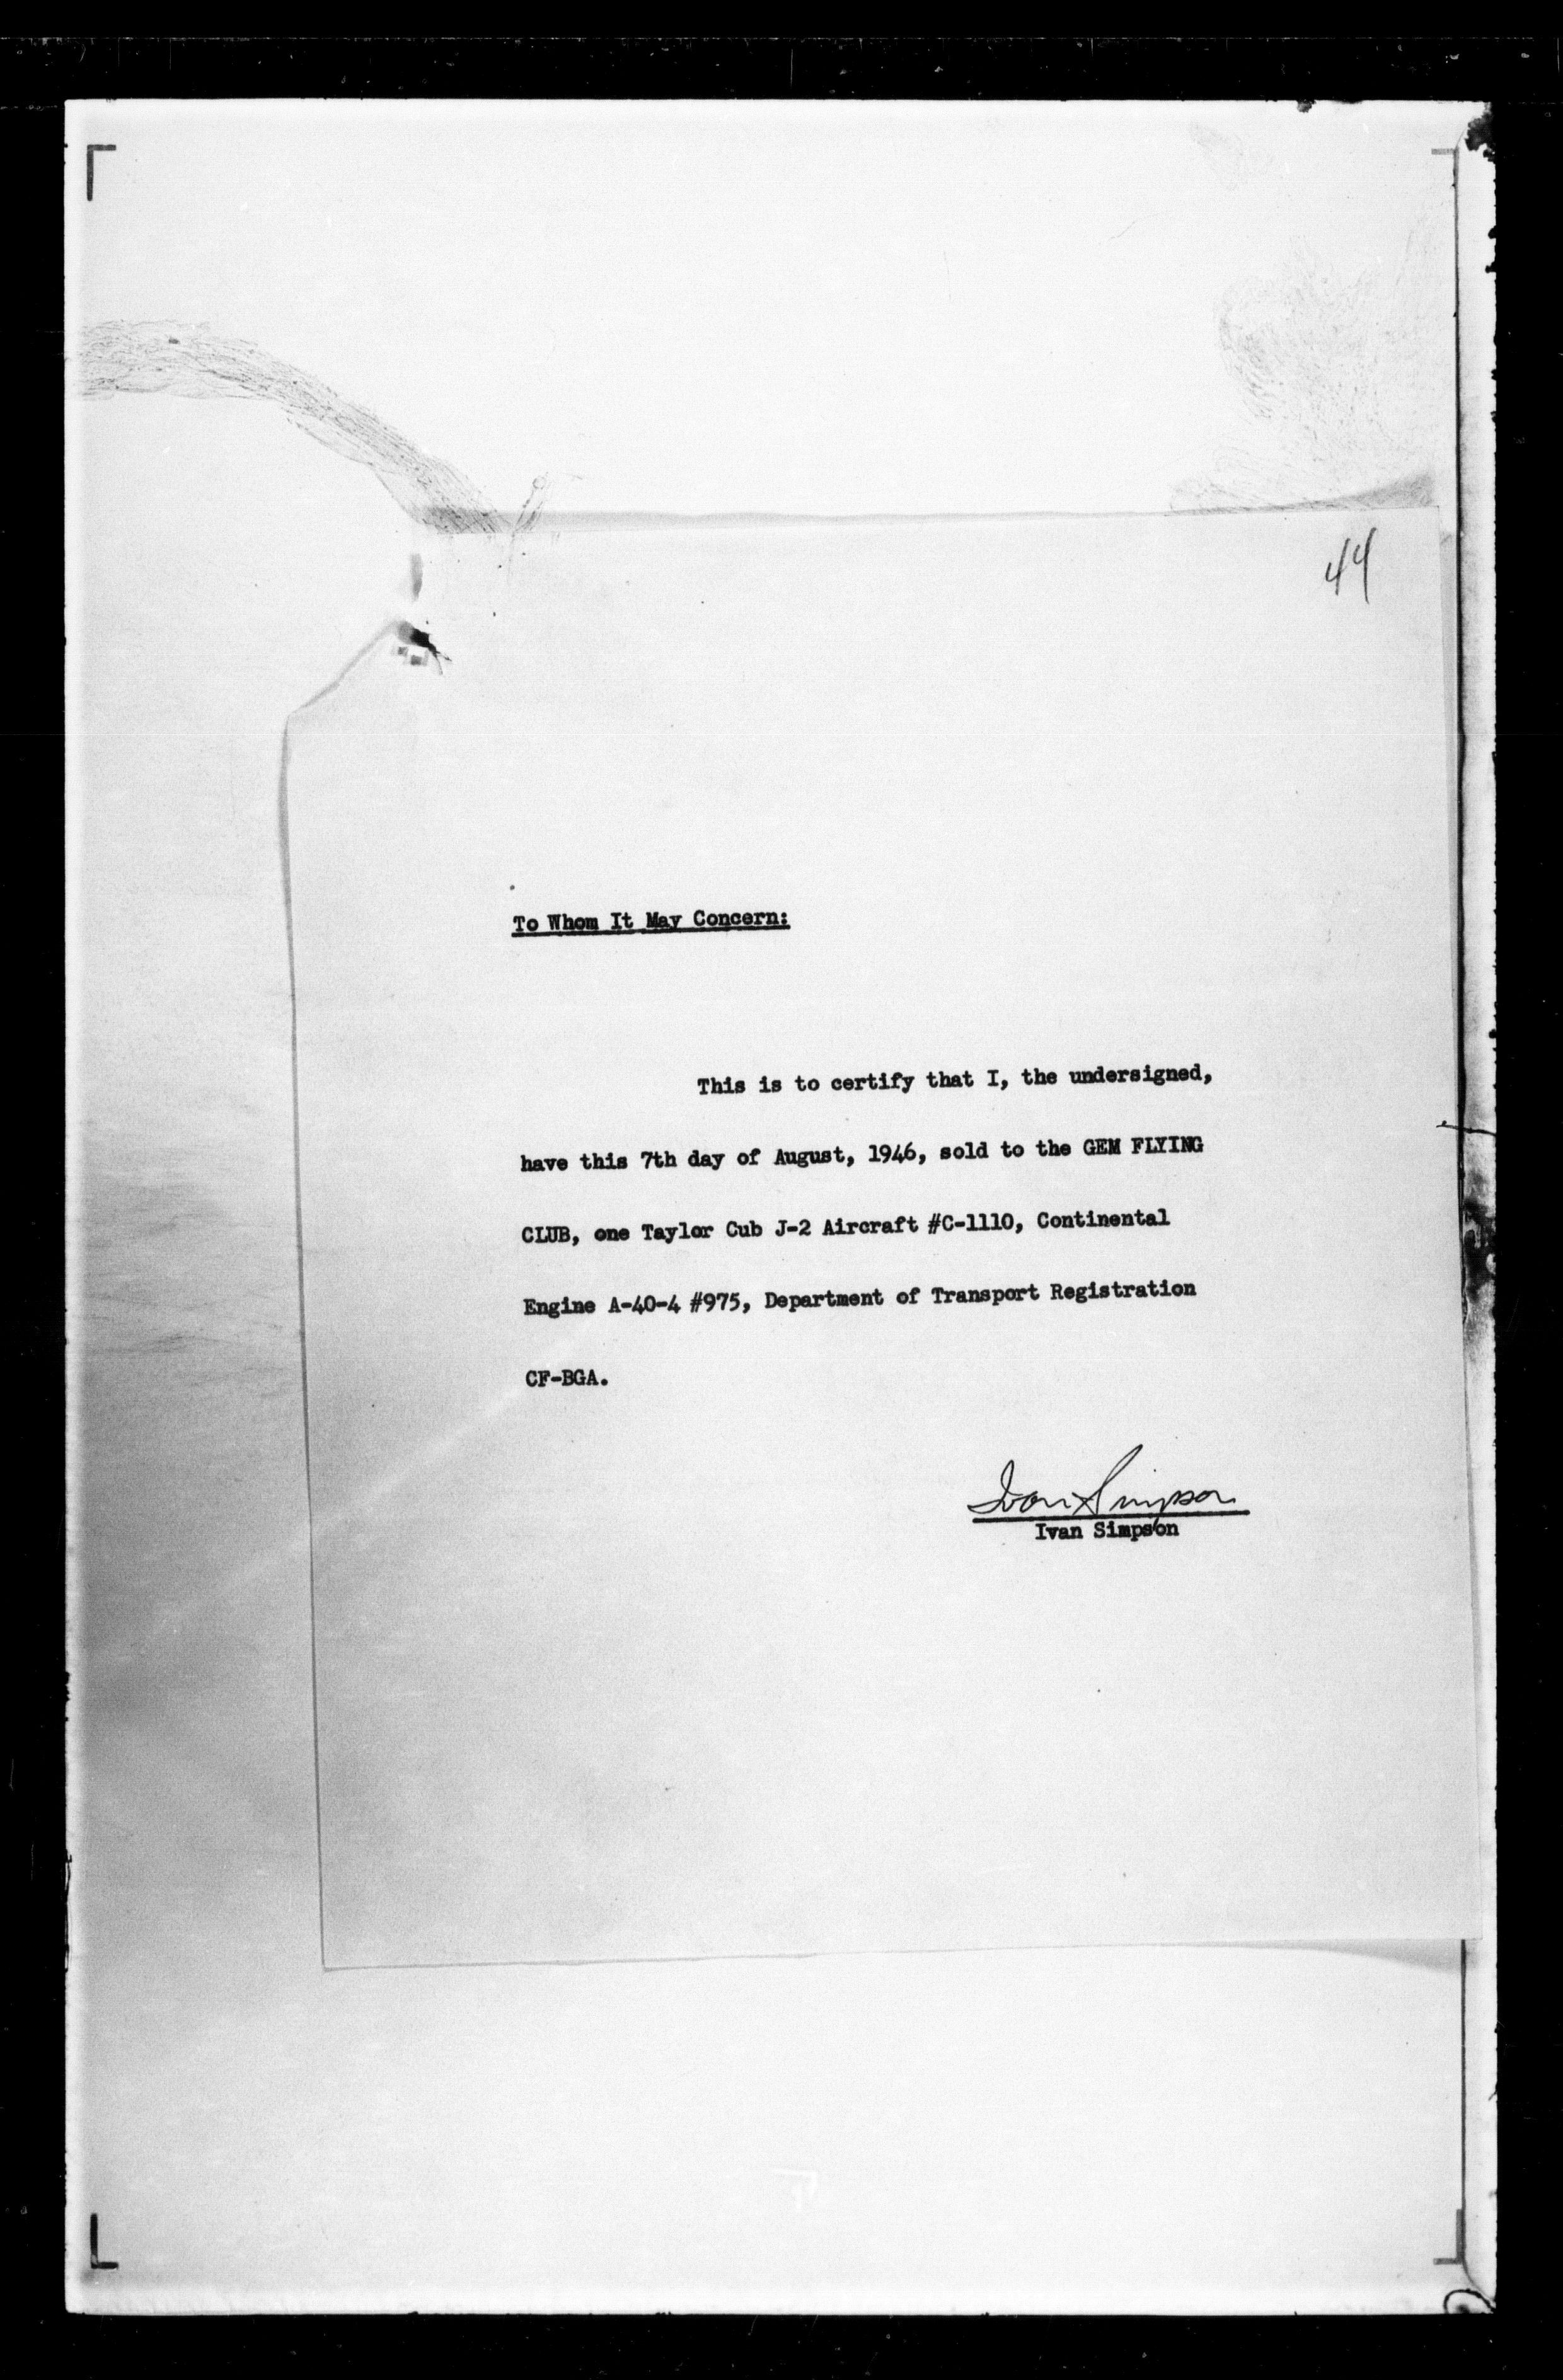 44
To Whom It May Concern:
This is to certify that I, the undersigned,
have this 7th day of August, 1946, sold to the GEM FLYING
CLUB, one Taylor Cub J-2 Aircraft #C-1110, Continental
Engine A-40-4 #975, Department of Transport Registration
CF-BGA.
Ivan Simpson
Ivan Simpson